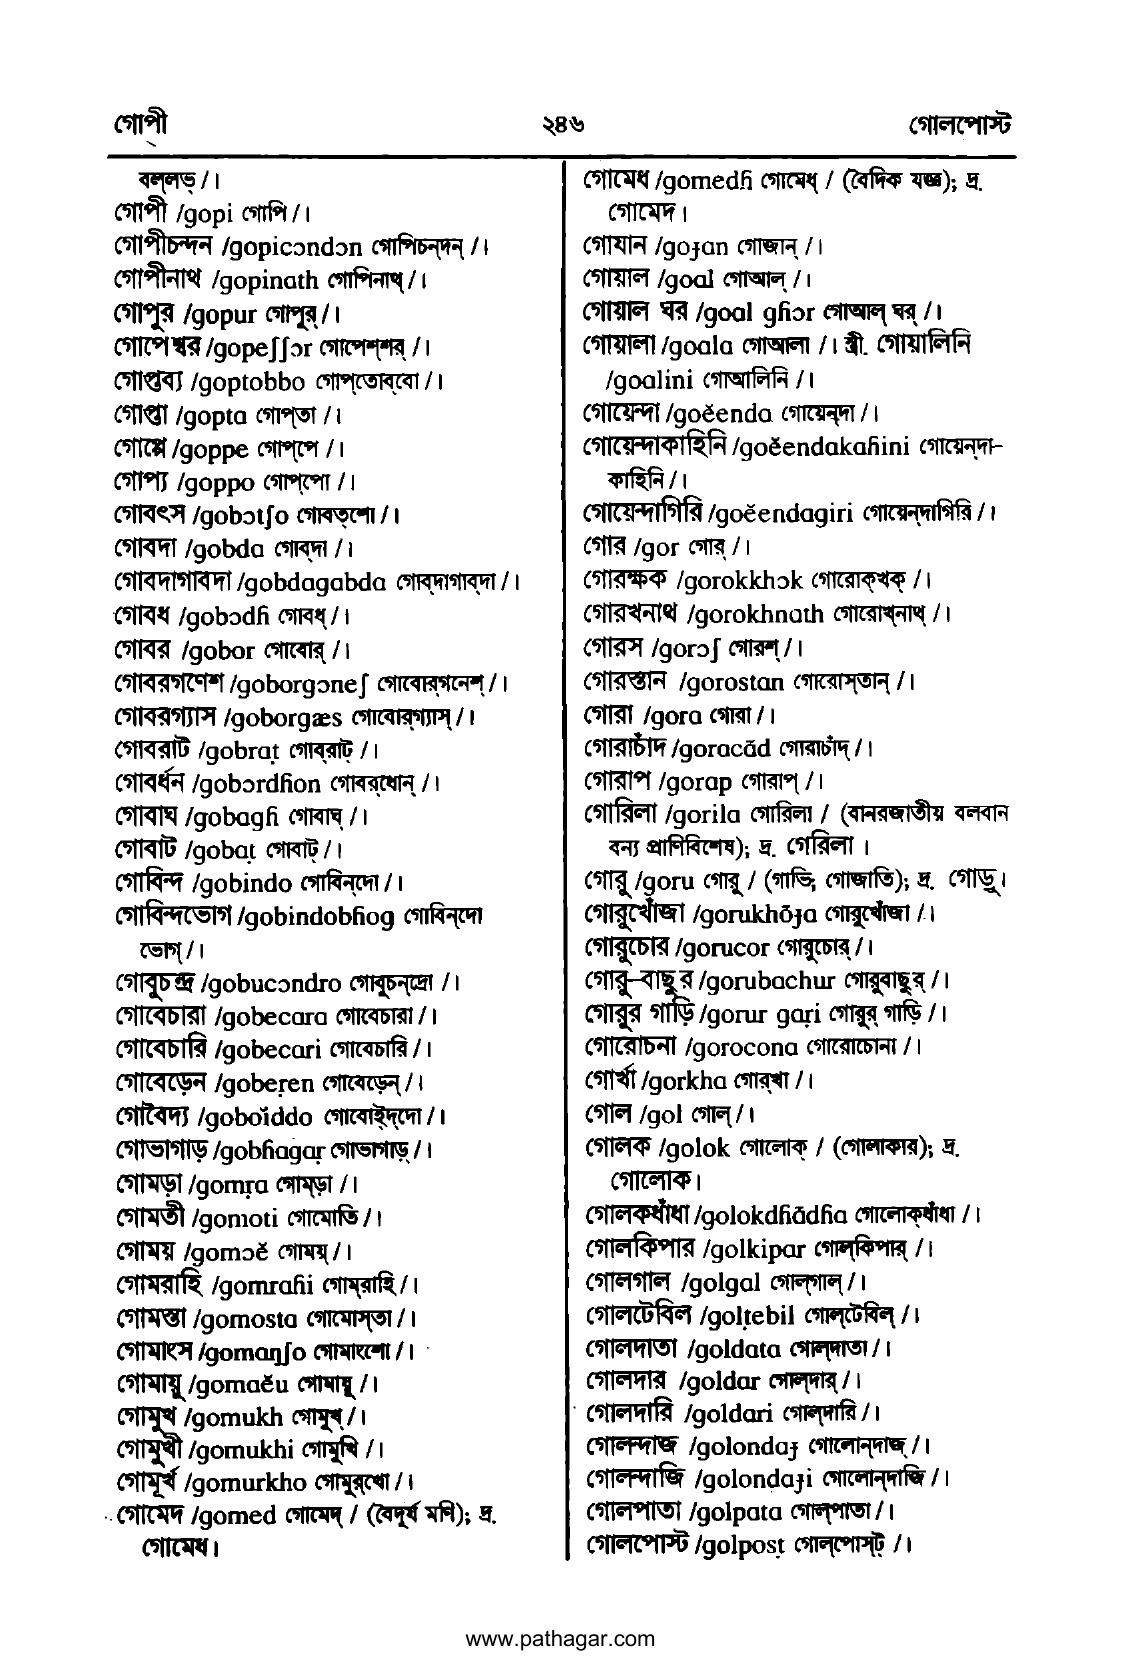 গোপী ২৪৬ গোলপোস্ট
বল্‌লভ্ / ।
গোপী /gopi গোপি / ।
গোপীচন্দন /gopicɔndɔn গোপিচন্‌দন্ / ।
গোপীনাথ /gopinath গোপিনাথ্ / ।
গোপুর /gopur গোপুর্ / ।
গোপেশ্বর /gopeʃʃɔr গোপেশ্‌শর্ / ।
গোপ্তব্য /goptobbo গোপ্‌তোব্‌বো / ।
গোপ্তা /gopta গোপ্‌তা / ।
গোপ্পে /goppe গোপ্‌পে / ।
গোপ্য /goppo গোপ্‌পো / ।
গোবৎস /gobɔtʃo গোবত্‌শো / ।
গোবদা /gobda গোব্‌দা / ।
গোবদাগাবদা /gobdagabda গোব্‌দাগাব্‌দা / ।
গোবধ /gobɔdɦ গোবধ্ / ।
গোবর /gobor গোবোর্ / ।
গোবরগণেশ /goborgɔneʃ গোবোর্‌গনেশ্ / ।
গোবরগ্যাস /goborgæs গোবোর্‌গ্যাস্ / ।
গোবরাট /gobraṭ গোব্‌রাট্ / ।
গোবর্ধন /gobɔrdɦon গোবর্‌ধোন্ / ।
গোবাঘ /gobagɦ গোবাঘ্ / ।
গোবাট /gobaṭ গোবাট্ / ।
গোবিন্দ /gobindo গোবিন্‌দো / ।
গোবিন্দভোগ /gobindobɦog গোবিন্‌দো
ভোগ্ / ।
গোবুচন্দ্র /gobucɔndro গোবুচন্‌দ্রো / ।
গোবেচারা /gobecara গোবেচারা / ।
গোবেচারি /gobecari গোবেচারি / ।
গোবেড়েন /gobeṛen গোবেড়েন্ / ।
গোবৈদ্য /goboĭddo গোবোইদ্‌দো / ।
গোভাগাড় /gobɦagaṛ গোভাগাড়্ / ।
গোমড়া /gomṛa গোম্‌ড়া / ।
গোমতী /gomoti গোমোতি / ।
গোময় /gomɔĕ গোময়্ / ।
গোমরাহি /gomraɦi গোম্‌রাহি / ।
গোমস্তা /gomosta গোমোস্‌তা / ।
গোমাংস /gomaŋʃo গোমাংশো / ।
গোমায়ু /gomaĕu গোমায়ু / ।
গোমুখ /gomukh গোমুখ্ / ।
গোমুখী /gomukhi গোমুখি / ।
গোমূর্খ /gomurkho গোমুর্‌খো / ।
গোমেদ /gomed গোমেদ্ / (বৈদূর্য মণি); দ্র.
গোমেধ ।
গোমেধ /gomedɦ গোমেধ্ / (বৈদিক যজ্ঞ); দ্র.
গোমেদ ।
গোযান /goɟan গোজান্ / ।
গোয়াল /goal গোআল্ / ।
গোয়াল ঘর /goal gɦɔr গোআল্ ঘর্ / ।
গোয়ালা /goala গোআলা / । স্ত্রী. গোয়ালিনি
/goalini গোআলিনি / ।
গোয়েন্দা /goĕenda গোয়েন্‌দা / ।
গোয়েন্দাকাহিনি /goĕendakaɦini গোয়েন্‌দা–
কাহিনি / ।
গোয়েন্দাগিরি /goĕendagiri গোয়েন্‌দাগিরি / ।
গোর /gor গোর্ / ।
গোরক্ষক /gorokkhɔk গোরোক্‌খক্ / ।
গোরখনাথ /gorokhnath গোরোখ্‌নাথ্ / ।
গোরস /gorɔʃ গোরশ্ / ।
গোরস্তান /gorostan গোরোস্‌তান্ / ।
গোরা /gora গোরা / ।
গোরাচাঁদ /goracãd গোরাচাঁদ্ / ।
গোরাপ /gorap গোরাপ্ / ।
গোরিলা /gorila গোরিলা / (বানরজাতীয় বলবান
বন্য প্রাণিবিশেষ); দ্র. গেরিলা ।
গোরু /goru গোরু / (গাভি; গোজাতি); দ্র. গোড়ু ।
গোরুখোঁজা /gorukhõɟa গোরুখোঁজা / ।
গোরুচোর /gorucor গোরুচোর্ / ।
গোরু–বাছুর /gorubachur গোরুবাছুর্ / ।
গোরুর গাড়ি /gorur gaṛi গোরুর্ গাড়ি / ।
গোরোচনা /gorocona গোরোচোনা / ।
গোর্খা /gorkha গোর্‌খা / ।
গোল /gol গোল্ / ।
গোলক /golok গোলোক্ / (গোলাকার); দ্র.
গোলোক ।
গোলকধাঁধা /golokdɦãdɦa গোলোক্‌ধাঁধা / ।
গোলকিপার /golkipar গোল্‌কিপার্ / ।
গোলগাল /golgal গোল্‌গাল্ / ।
গোলটেবিল /golṭebil গোল্‌টেবিল্ / ।
গোলদাতা /goldata গোল্‌দাতা / ।
গোলদার /goldar গোল্‌দার্ / ।
গোলদারি /goldari গোল্‌দারি / ।
গোলন্দাজ /golondaɟ গোলোন্‌দাজ্ / ।
গোলন্দাজি /golondaɟi গোলোন্‌দাজি / ।
গোলপাতা /golpata গোল্‌পাতা / ।
গোলপোস্ট /golposṭ গোল্‌পোস্‌ট্ / ।
www.pathagar.com